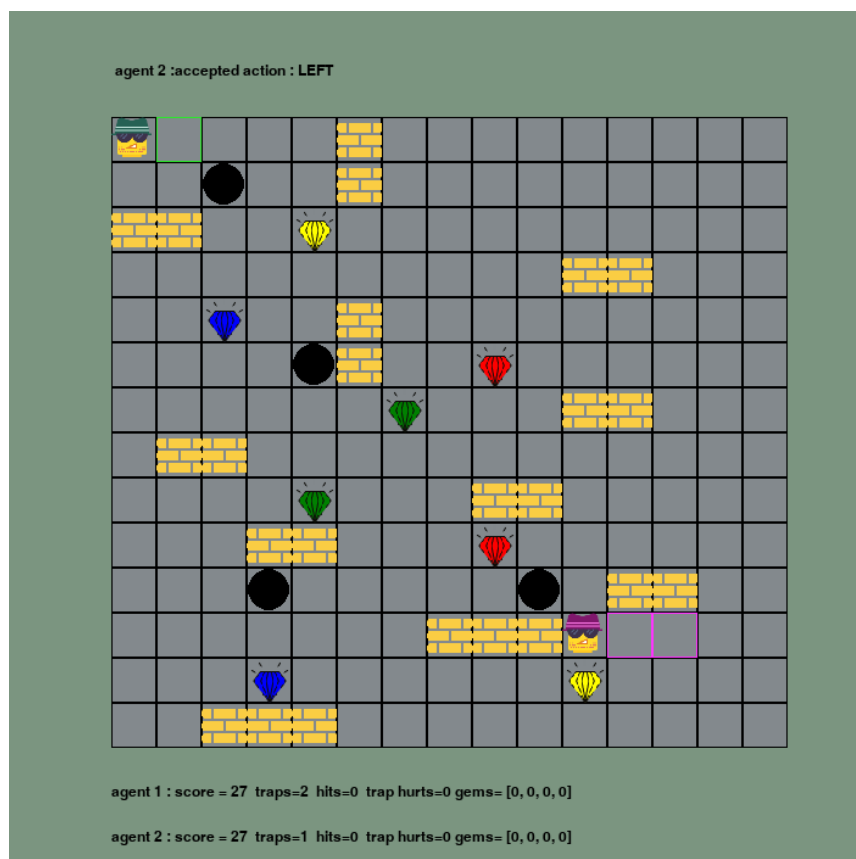 agent 2 :accepted action : LEFT
agent 1 : score = 27 traps=2 hits=0 trap hurts=0 gems= [0, 0, 0, 0]
agent 2 : score = 27 traps=1 hits=0 trap hurts=0 gems= [0, 0, 0, 0]